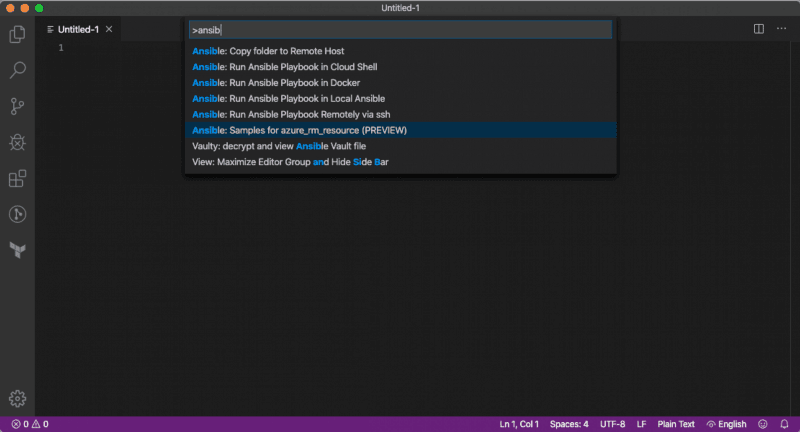 Untitled-1
Untitled-1
1
>ansib
Ansible: Copy folder to Remote Host
Ansible: Run Ansible Playbook in Cloud Shell
Ansible: Run Ansible Playbook in Docker
Ansible: Run Ansible Playbook in Local Ansible
Ansible: Run Ansible Playbook Remotely via ssh
Ansible: Samples for azure_rm_resource (PREVIEW)
Vaulty: decrypt and view Ansible Vault file
View: Maximize Editor Group and Hide Side Bar
0 0 Ln 1, Col 1 Spaces: 4 UTF-8 LF Plain Text English